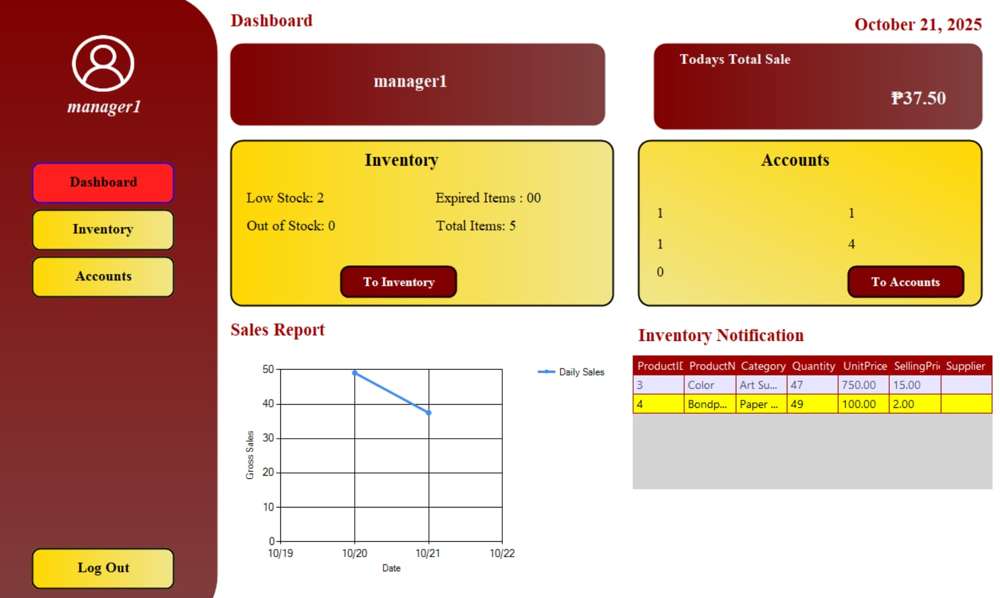 manager1
Dashboard
Inventory
Accounts
Log Out
Dashboard
October 21, 2025
manager1
Todays Total Sale
₱37.50
Inventory
Low Stock: 2
Expired Items : 00
Out of Stock: 0
Total Items: 5
To Inventory
Accounts
1
1
1
4
0
To Accounts
Sales Report
50
40
30
20
10
0
Gross Sales
10/19
10/20
10/21
10/22
Date
Daily Sales
Inventory Notification
ProductID ProductN Category Quantity UnitPrice SellingPric Supplier
3 Color Art Su... 47 750.00 15.00
4 Bondp... Paper ... 49 100.00 2.00